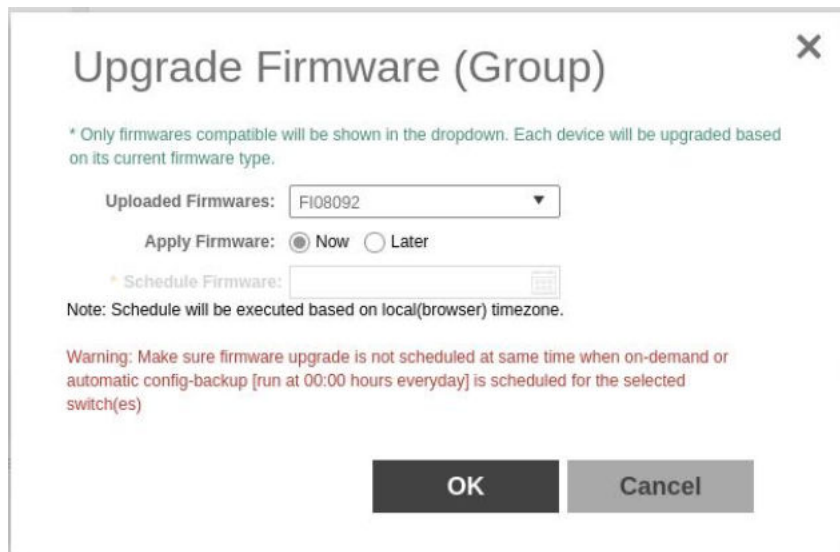 Upgrade Firmware (Group)
* Only firmwares compatible will be shown in the dropdown. Each device will be upgraded based
on its current firmware type.
Uploaded Firmwares: FI08092
Apply Firmware: Now Later
* Schedule Firmware:
Note: Schedule will be executed based on local(browser) timezone.
Warning: Make sure firmware upgrade is not scheduled at same time when on-demand or
automatic config-backup [run at 00:00 hours everyday] is scheduled for the selected
switch(es)
OK Cancel